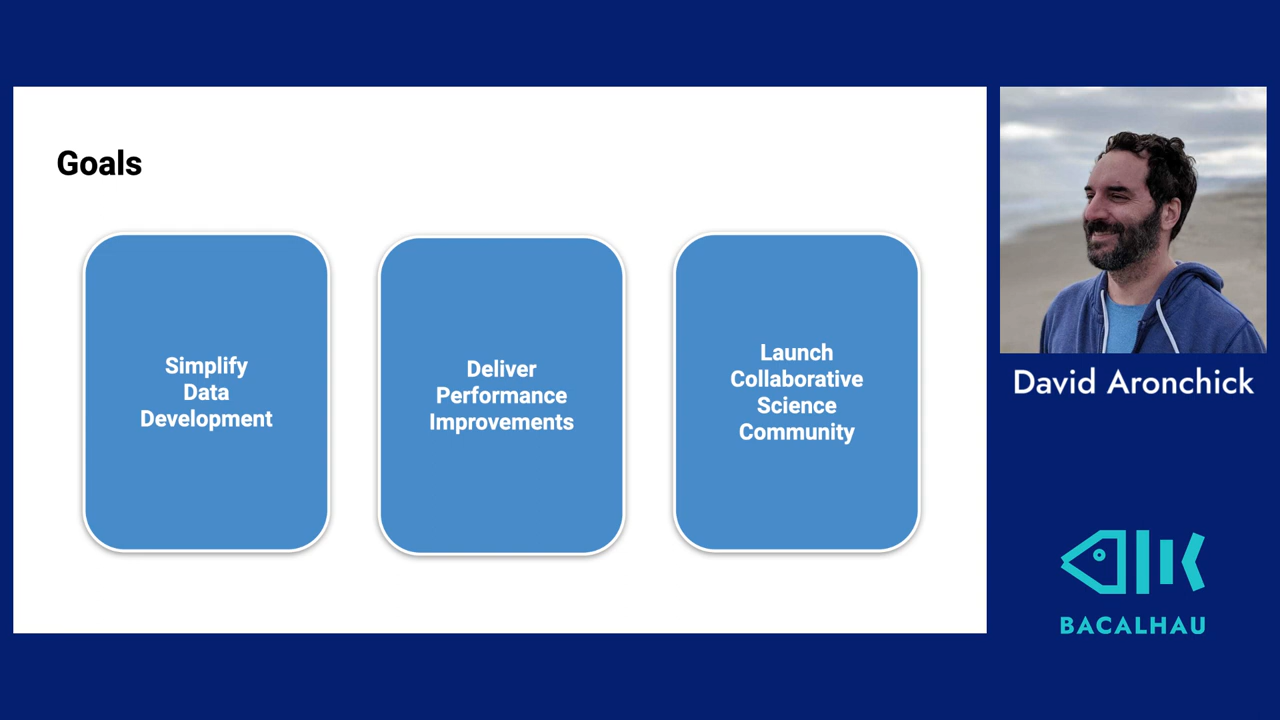 Goals
Simplify
Data
Development
Deliver
Performance
Improvements
Launch
Collaborative
Science
Community
David Aronchick
BACALHAU